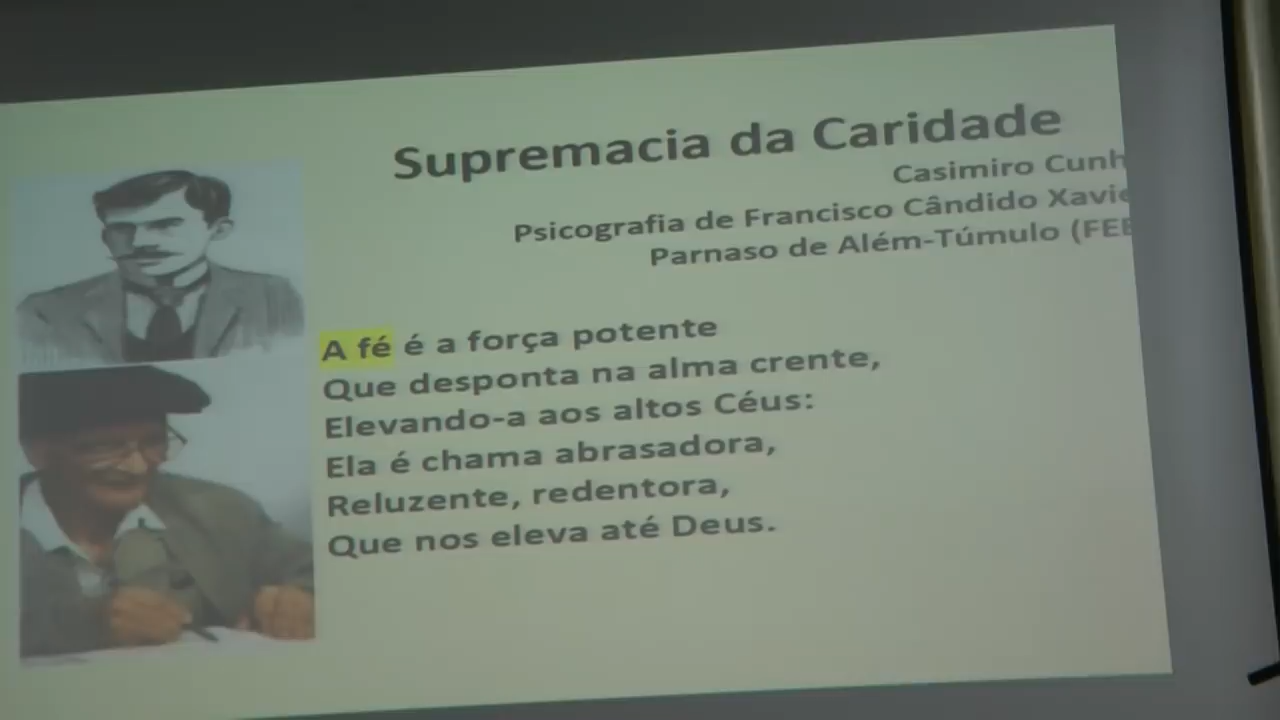 Supremacia da Caridade
Casimiro Cunh
Psicografia de Francisco Cândido Xavie
Parnaso de Além-Túmulo (FEB
A fé é a força potente
Que desponta na alma crente,
Elevando-a aos altos Céus:
Ela é chama abrasadora,
Reluzente, redentora,
Que nos eleva até Deus.